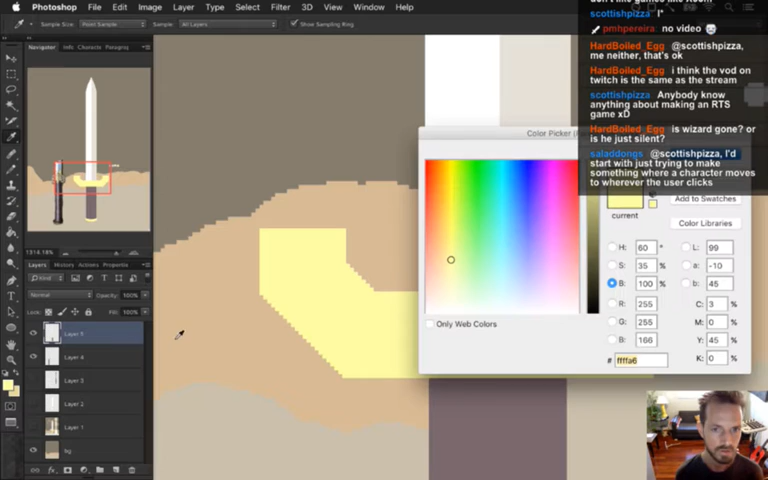 Photoshop File Edit Image Layer Type Select Filter 3D View Window Help
Sample Size: Point Sample Sample: All Layers Show Sampling Ring
scottishpizza I"
pmhpereira: no video
HardBoiled_Egg @scottishpizza,
me neither, that's ok
HardBoiled_Egg i think the vod on
twitch is the same as the stream
scottishpizza Anybody know
anything about making an RTS
game xD
HardBoiled_Egg is wizard gone? or
is he just silent?
saladdongs @scottishpizza, I'd
start with just trying to make
something where a character moves
to wherever the user clicks
Navigator Info Characte Paragrap
1514.18%
Layers History Actions Propertie
Kind
Normal Opacity: 100%
Lock: Fill: 100%
Layer 5
Layer 4
Layer 3
Layer 2
Layer 1
bg
Color Picker
current
Add to Swatches
Color Libraries
H: 60 °
S: 35 %
B: 100 %
R: 255
G: 255
B: 166
L: 99
a: -10
b: 45
C: 3 %
M: 0 %
Y: 45 %
K: 0 %
Only Web Colors
# ffffa6